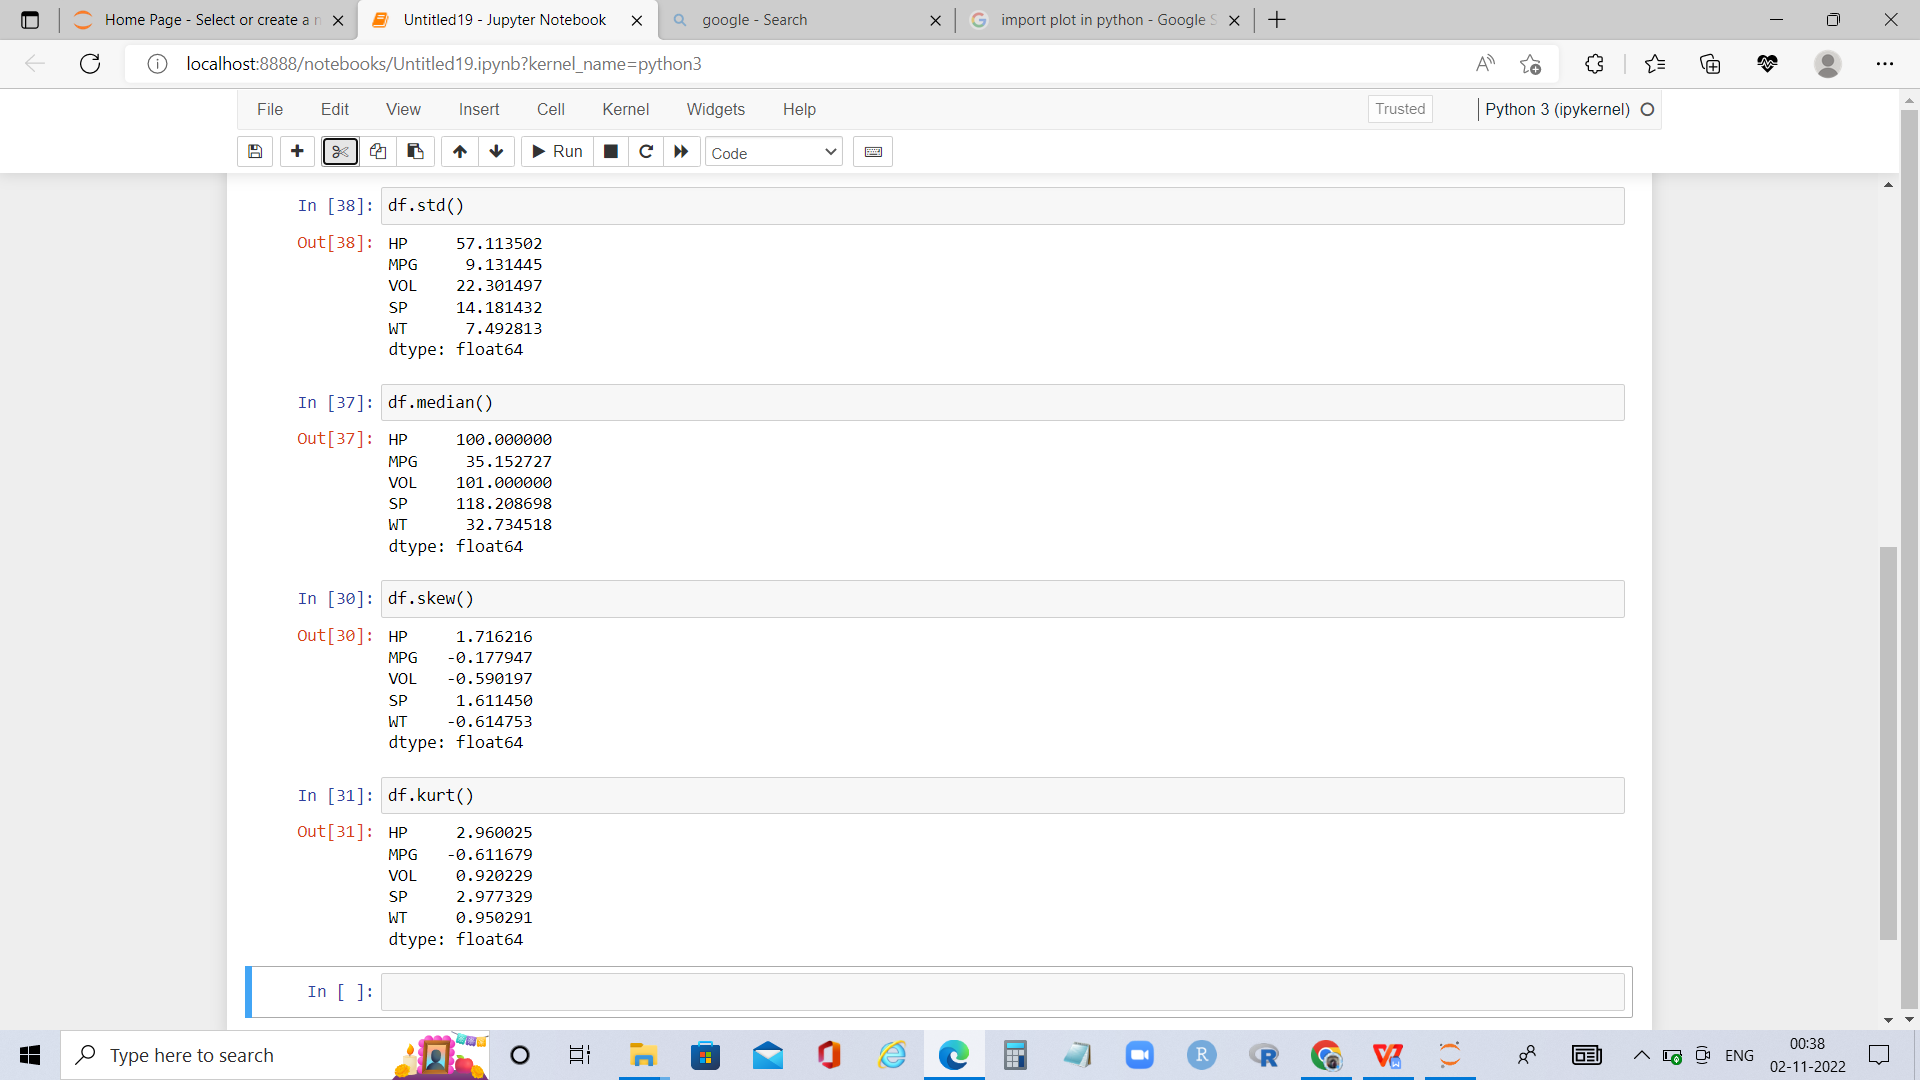 Home Page - Select or create a n
Untitled19 - Jupyter Notebook
google - Search
import plot in python - Google S
localhost:8888/notebooks/Untitled19.ipynb?kernel_name=python3
File Edit View Insert Cell Kernel Widgets Help
Trusted
Python 3 (ipykernel)
Run
Code
In [38]: df.std()
Out[38]: HP 57.113502
MPG 9.131445
VOL 22.301497
SP 14.181432
WT 7.492813
dtype: float64
In [37]: df.median()
Out[37]: HP 100.000000
MPG 35.152727
VOL 101.000000
SP 118.208698
WT 32.734518
dtype: float64
In [30]: df.skew()
Out[30]: HP 1.716216
MPG -0.177947
VOL -0.590197
SP 1.611450
WT -0.614753
dtype: float64
In [31]: df.kurt()
Out[31]: HP 2.960025
MPG -0.611679
VOL 0.920229
SP 2.977329
WT 0.950291
dtype: float64
In [ ]:
Type here to search
ENG
00:38
02-11-2022